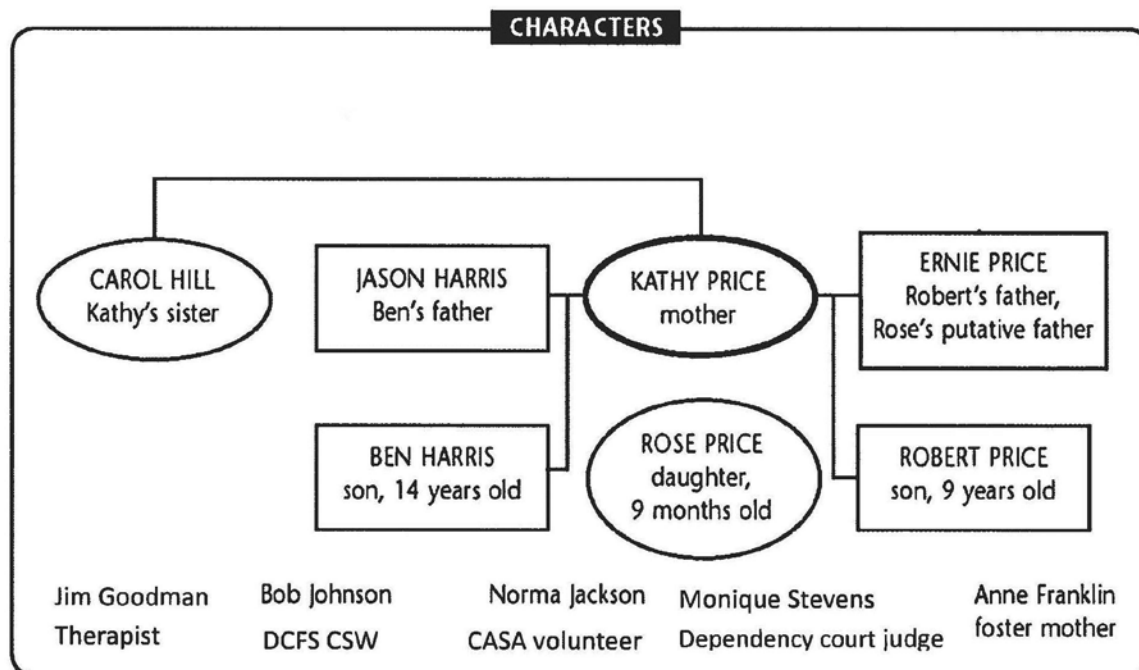 CHARACTERS
CAROL HILL
Kathy's sister
JASON HARRIS
Ben's father
KATHY PRICE
mother
ERNIE PRICE
Robert's father,
Rose's putative father
BEN HARRIS
son, 14 years old
ROSE PRICE
daughter,
9 months old
ROBERT PRICE
son, 9 years old
Jim Goodman
Therapist
Bob Johnson
DCFS CSW
Norma Jackson
CASA volunteer
Monique Stevens
Dependency court judge
Anne Franklin
foster mother